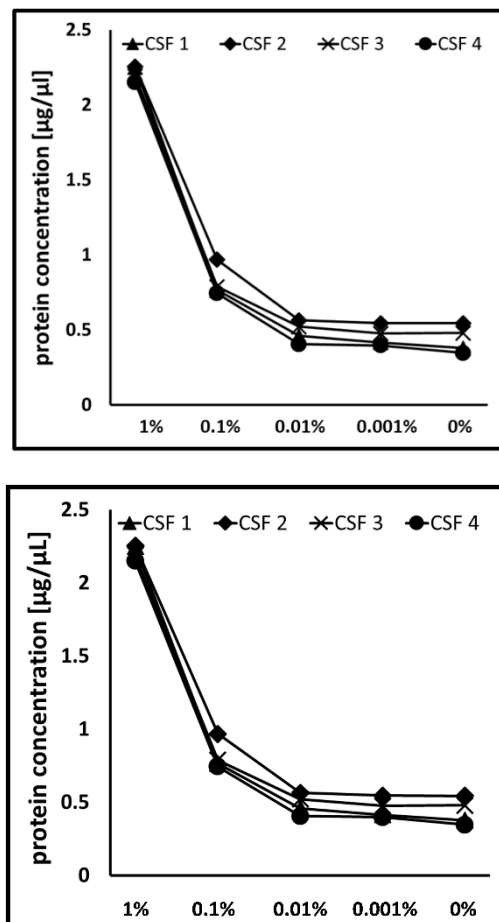 2.5
CSF 1 CSF 2 CSF 3 CSF 4
2
1.5
1
0.5
0
protein concentration [µg/µl]
1% 0.1% 0.01% 0.001% 0%
2.5
CSF 1 CSF 2 CSF 3 CSF 4
2
1.5
1
0.5
0
protein concentration [µg/µL]
1% 0.1% 0.01% 0.001% 0%